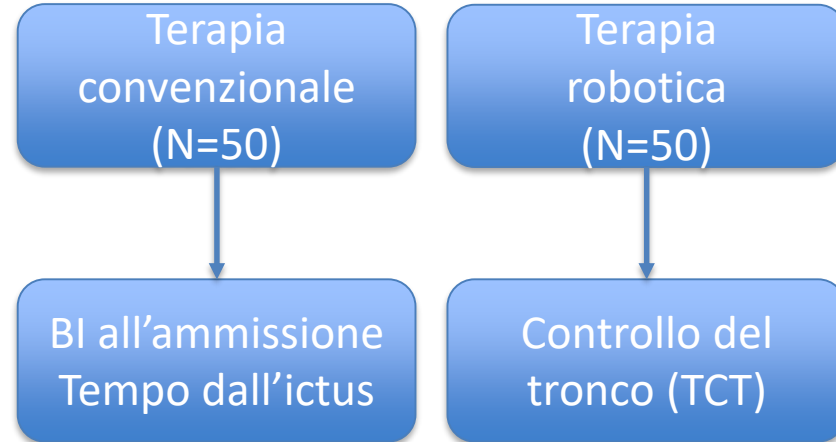 Terapia
convenzionale
(N=50)
Terapia
robotica
(N=50)
BI all’ammissione
Tempo dall’ictus
Controllo del
tronco (TCT)